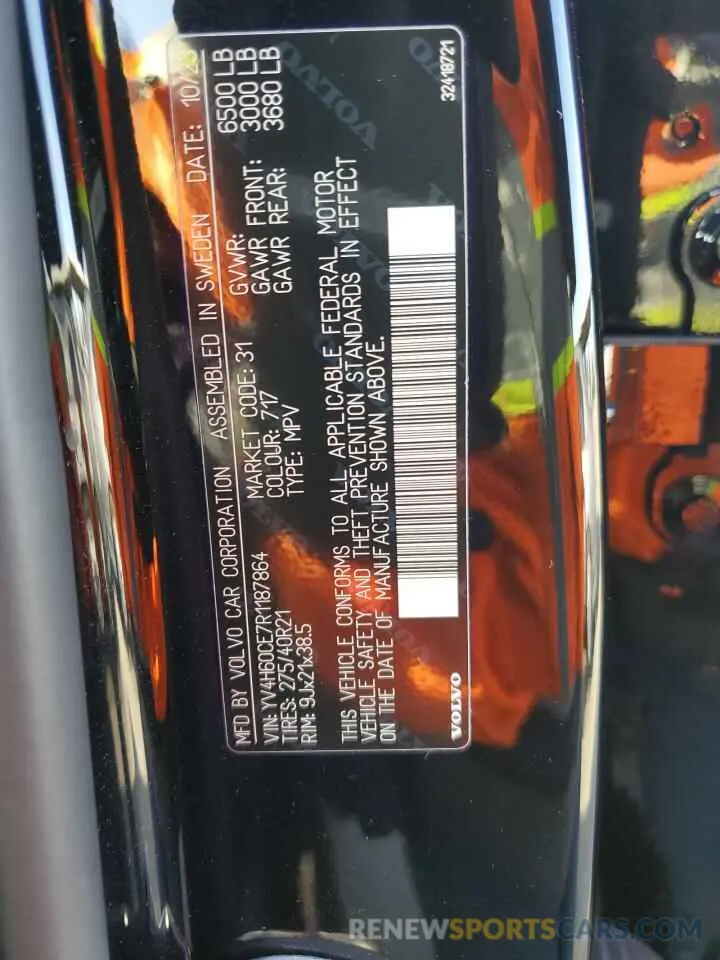 MFD BY VOLVO CAR CORPORATION ASSEMBLED IN SWEDEN DATE: 10/23
VIN: YV4H60CE7R1187864 MARKET CODE: 31 GVWR: 6500 LB
TIRES: 275/40R21 COLOUR: 717 GAWR FRONT: 3000 LB
RIM: 9Jx21x38.5 TYPE: MPV GAWR REAR: 3680 LB
THIS VEHICLE CONFORMS TO ALL APPLICABLE FEDERAL MOTOR
VEHICLE SAFETY AND THEFT PREVENTION STANDARDS IN EFFECT
ON THE DATE OF MANUFACTURE SHOWN ABOVE.
VOLVO 32418721
RENEWSPORTSCARS.COM